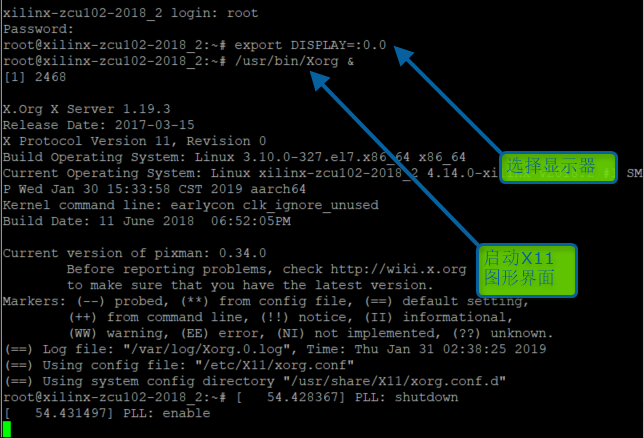 xilinx-zcu102-2018_2 login: root
Password:
root@xilinx-zcu102-2018_2:~# export DISPLAY=:0.0
root@xilinx-zcu102-2018_2:~# /usr/bin/Xorg &
[1] 2468
X.Org X Server 1.19.3
Release Date: 2017-03-15
X Protocol Version 11, Revision 0
Build Operating System: Linux 3.10.0-327.el7.x86_64 x86_64
选择显示器
Current Operating System: Linux xilinx-zcu102-2018_2 4.14.0-xi # SM
P Wed Jan 30 15:33:58 CST 2019 aarch64
Kernel command line: earlycon clk_ignore_unused
Build Date: 11 June 2018  06:52:05PM
启动X11
图形界面
Current version of pixman: 0.34.0
Before reporting problems, check http://wiki.x.org
to make sure that you have the latest version.
Markers: (--) probed, (**) from config file, (==) default setting,
(++) from command line, (!!) notice, (II) informational,
(WW) warning, (EE) error, (NI) not implemented, (??) unknown.
(==) Log file: "/var/log/Xorg.0.log", Time: Thu Jan 31 02:38:25 2019
(==) Using config file: "/etc/X11/xorg.conf"
(==) Using system config directory "/usr/share/X11/xorg.conf.d"
root@xilinx-zcu102-2018_2:~# [   54.428367] PLL: shutdown
[   54.431497] PLL: enable